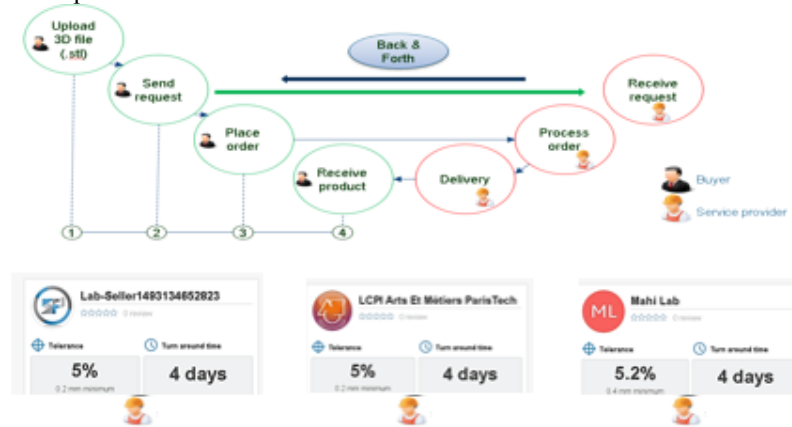 Upload
3D file
(.stl)
Send
request
Back &
Forth
Receive
request
Place
order
Process
order
Receive
product
Delivery
Buyer
Service provider
1 2 3 4
Lab-Seller1493134652823
0 review
Tolerance Turn around time
5% 4 days
0.2 mm minimum
LCPI Arts Et Métiers ParisTech
0 review
Tolerance Turn around time
5% 4 days
0.2 mm minimum
ML Mahi Lab
0 review
Tolerance Turn around time
5.2% 4 days
0.4 mm minimum